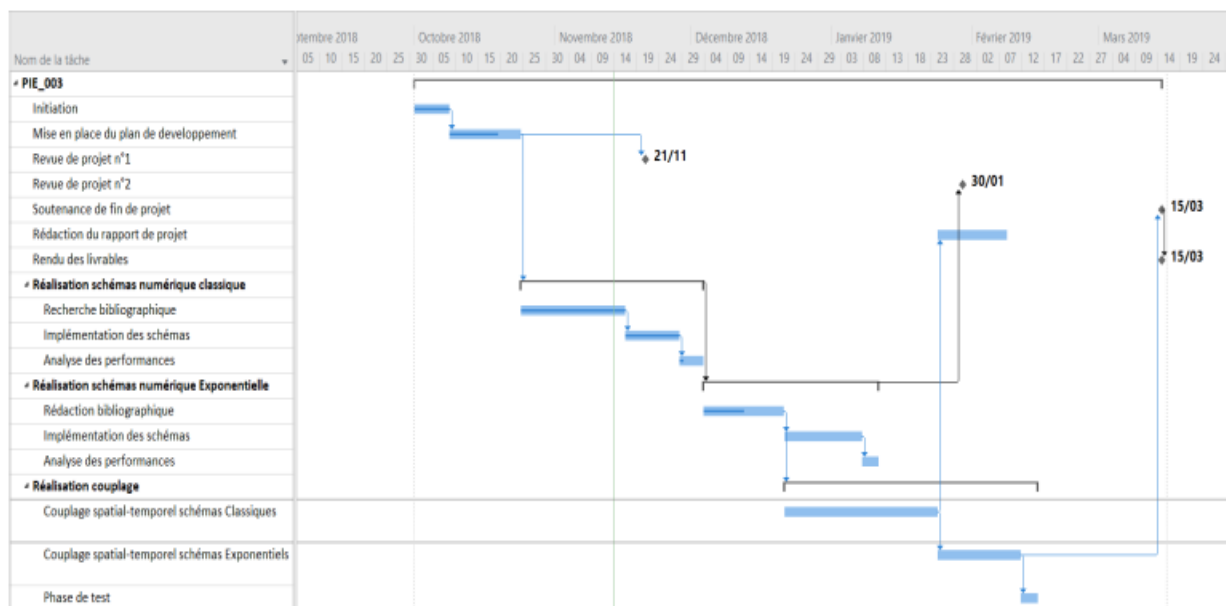 tembre 2018 Octobre 2018 Novembre 2018 Décembre 2018 Janvier 2019 Février 2019 Mars 2019
Nom de la tâche 05 10 15 20 25 30 05 10 15 20 25 30 04 09 14 19 24 29 04 09 14 19 24 29 03 08 13 18 23 28 02 07 12 17 22 27 04 09 14 19 24
PIE_003
Initiation
Mise en place du plan de developpement
Revue de projet n°1 21/11
Revue de projet n°2 30/01
Soutenance de fin de projet 15/03
Rédaction du rapport de projet
Rendu des livrables 15/03
Réalisation schémas numérique classique
Recherche bibliographique
Implémentation des schémas
Analyse des performances
Réalisation schémas numérique Exponentielle
Rédaction bibliographique
Implémentation des schémas
Analyse des performances
Réalisation couplage
Couplage spatial-temporel schémas Classiques
Couplage spatial-temporel schémas Exponentiels
Phase de test